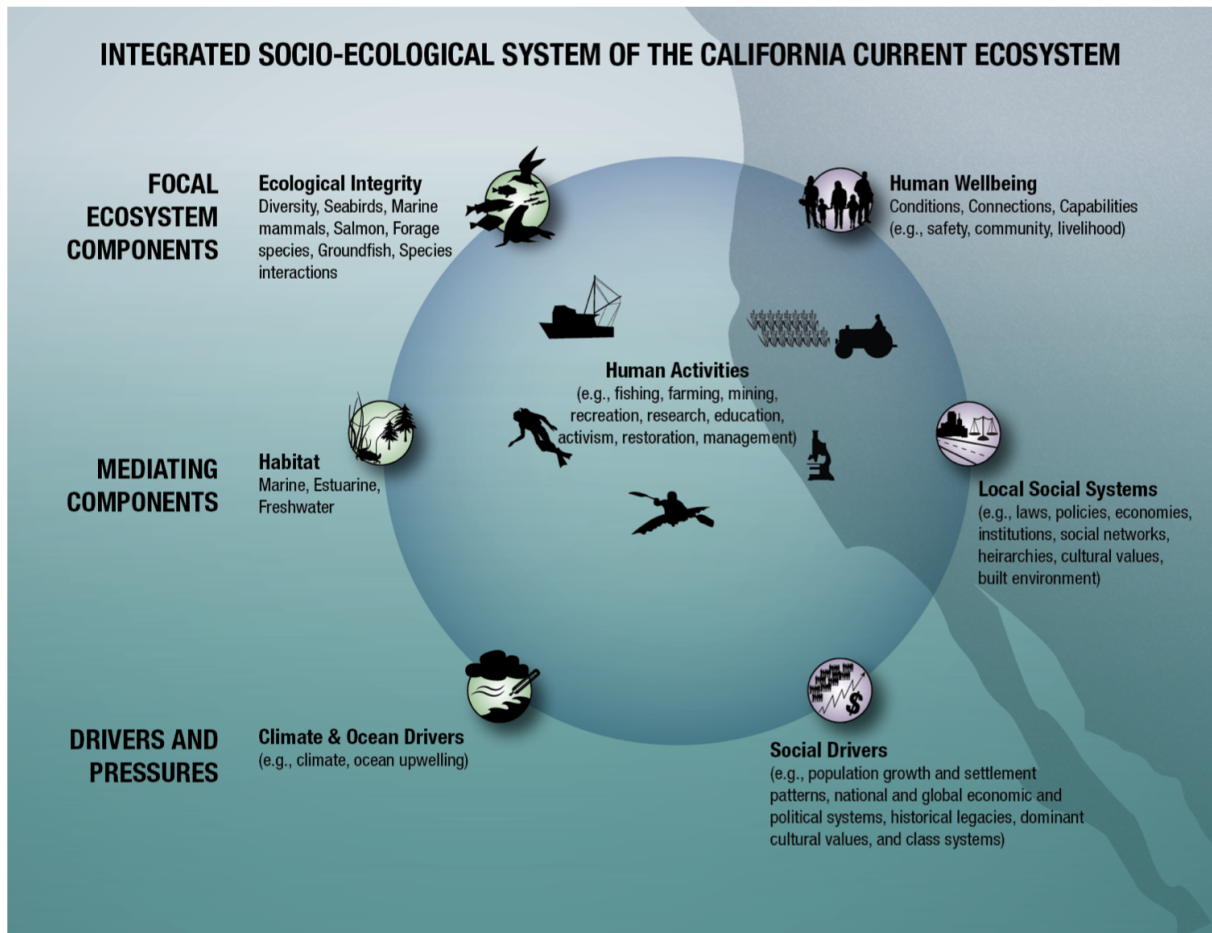 INTEGRATED SOCIO-ECOLOGICAL SYSTEM OF THE CALIFORNIA CURRENT ECOSYSTEM
FOCAL
ECOSYSTEM
COMPONENTS
Ecological Integrity
Diversity, Seabirds, Marine
mammals, Salmon, Forage
species, Groundfish, Species
interactions
Human Wellbeing
Conditions, Connections, Capabilities
(e.g., safety, community, livelihood)
Human Activities
(e.g., fishing, farming, mining,
recreation, research, education,
activism, restoration, management)
MEDIATING
COMPONENTS
Habitat
Marine, Estuarine,
Freshwater
Local Social Systems
(e.g., laws, policies, economies,
institutions, social networks,
heirarchies, cultural values,
built environment)
DRIVERS AND
PRESSURES
Climate & Ocean Drivers
(e.g., climate, ocean upwelling)
$
Social Drivers
(e.g., population growth and settlement
patterns, national and global economic and
political systems, historical legacies, dominant
cultural values, and class systems)